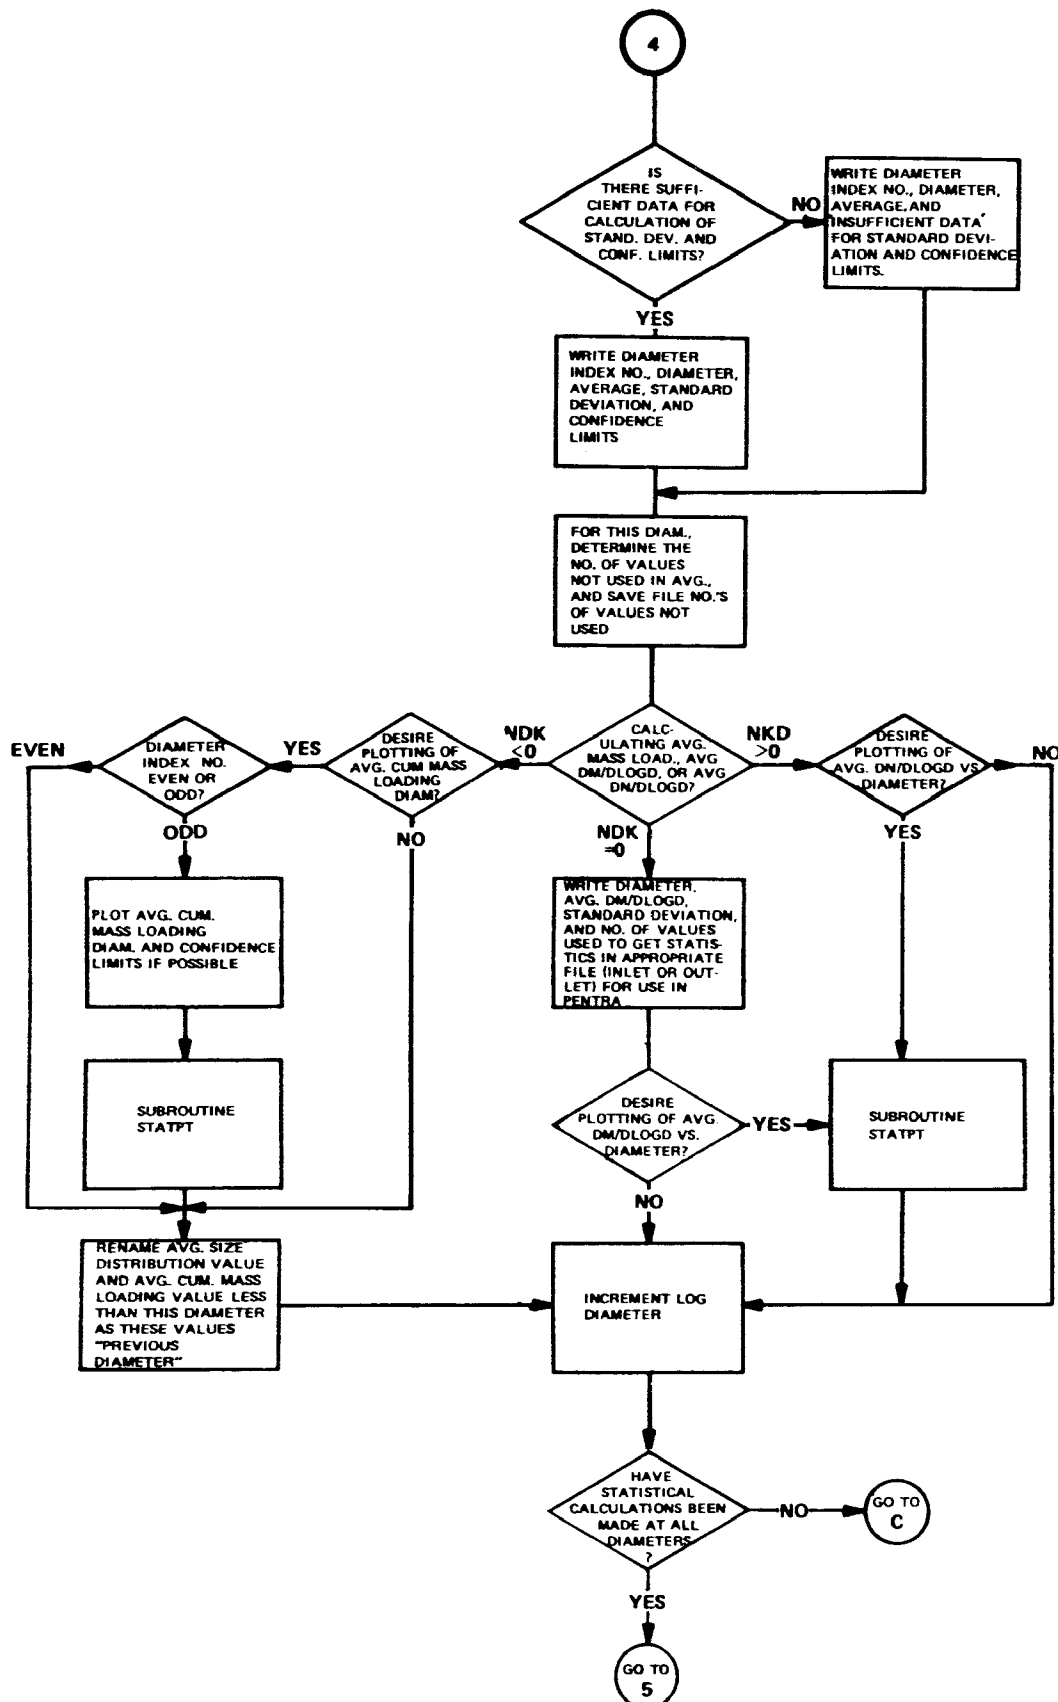 4
IS
THERE SUFFI-
CIENT DATA FOR
CALCULATION OF
STAND. DEV. AND
CONF. LIMITS?
NO
WRITE DIAMETER
INDEX NO., DIAMETER,
AVERAGE, AND
INSUFFICIENT DATA'
FOR STANDARD DEVI-
ATION AND CONFIDENCE
LIMITS.
YES
WRITE DIAMETER
INDEX NO., DIAMETER,
AVERAGE, STANDARD
DEVIATION, AND
CONFIDENCE
LIMITS
FOR THIS DIAM.,
DETERMINE THE
NO. OF VALUES
NOT USED IN AVG.,
AND SAVE FILE NO.'S
OF VALUES NOT
USED
EVEN
DIAMETER
INDEX NO.
EVEN OR
ODD?
YES
DESIRE
PLOTTING OF
AVG. CUM MASS
LOADING
DIAM?
NDK
<0
CALC-
ULATING AVG.
MASS LOAD., AVG
DM/DLOGD, OR AVG
DN/DLOGD?
NKD
>0
DESIRE
PLOTTING OF
AVG. DN/DLOGD VS
DIAMETER?
NO
ODD
NO
NDK
=0
YES
PLOT AVG. CUM.
MASS LOADING
DIAM. AND CONFIDENCE
LIMITS IF POSSIBLE
WRITE DIAMETER,
AVG. DM/DLOGD,
STANDARD DEVIATION,
AND NO. OF VALUES
USED TO GET STATIS-
TICS IN APPROPRIATE
FILE (INLET OR OUT-
LET) FOR USE IN
PENTRA
SUBROUTINE
STATPT
DESIRE
PLOTTING OF AVG.
DM/DLOGD VS.
DIAMETER?
YES
SUBROUTINE
STATPT
NO
RENAME AVG. SIZE
DISTRIBUTION VALUE
AND AVG. CUM. MASS
LOADING VALUE LESS
THAN THIS DIAMETER
AS THESE VALUES
"PREVIOUS
DIAMETER"
INCREMENT LOG
DIAMETER
HAVE
STATISTICAL
CALCULATIONS BEEN
MADE AT ALL
DIAMETERS
?
NO
GO TO
C
YES
GO TO
5